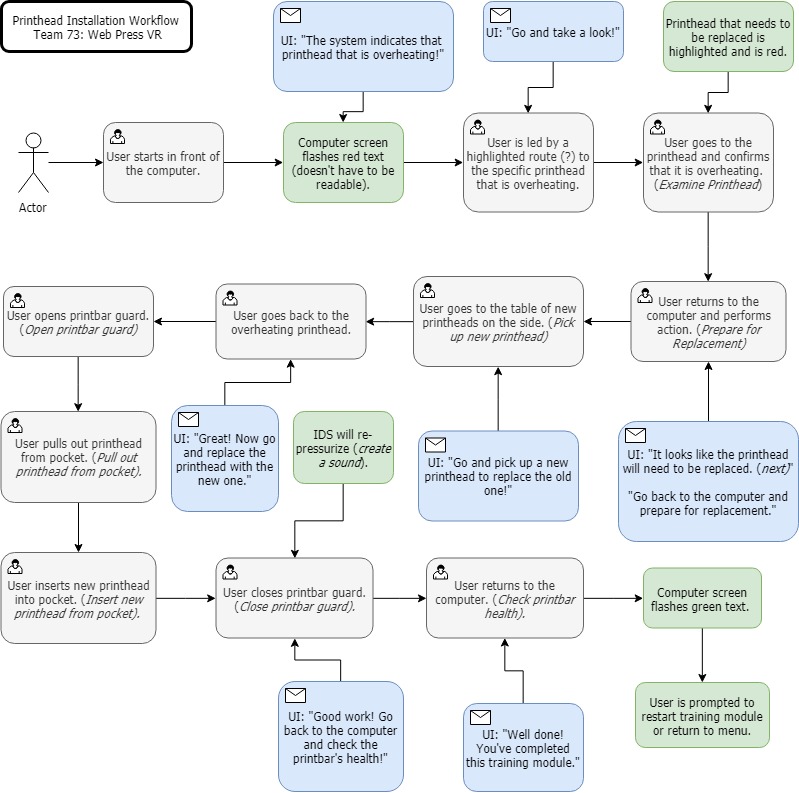 Printhead Installation Workflow
Team 73: Web Press VR
UI: "The system indicates that
printhead that is overheating!"
UI: "Go and take a look!"
Printhead that needs to
be replaced is
highlighted and is red.
Actor
User starts in front of
the computer.
Computer screen
flashes red text
(doesn't have to be
readable).
User is led by a
highlighted route (?) to
the specific printhead
that is overheating.
User goes to the
printhead and confirms
that it is overheating.
(Examine Printhead)
User opens printbar guard.
(Open printbar guard)
User goes back to the
overheating printhead.
User goes to the table of new
printheads on the side. (Pick
up new printhead)
User returns to the
computer and performs
action. (Prepare for
Replacement)
User pulls out printhead
from pocket. (Pull out
printhead from pocket).
UI: "Great! Now go
and replace the
printhead with the
new one."
IDS will re-
pressurize (create
a sound).
UI: "Go and pick up a new
printhead to replace the old
one!"
UI: "It looks like the printhead
will need to be replaced. (next)"
"Go back to the computer and
prepare for replacement."
User inserts new printhead
into pocket. (Insert new
printhead from pocket).
User closes printbar guard.
(Close printbar guard).
User returns to the
computer. (Check printbar
health).
Computer screen
flashes green text.
UI: "Good work! Go
back to the computer
and check the
printbar's health!"
UI: "Well done!
You've completed
this training module."
User is prompted to
restart training module
or return to menu.